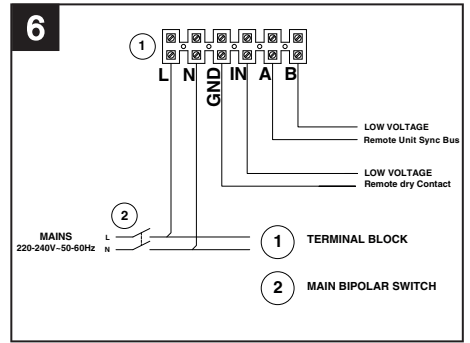 6
1
L N GND IN A B
LOW VOLTAGE
Remote Unit Sync Bus
LOW VOLTAGE
Remote dry Contact
2
MAINS
220-240V~50-60Hz
L
N
1 TERMINAL BLOCK
2 MAIN BIPOLAR SWITCH